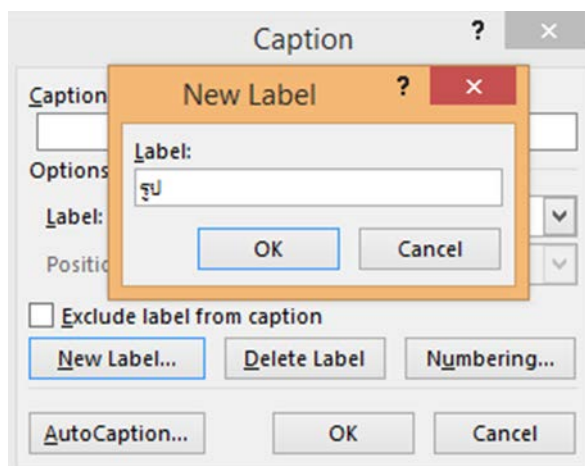 Caption ? ×
Caption
New Label ? ×
Label:
รูป
OK Cancel
Options
Label:
Exclude label from caption
New Label... Delete Label Numbering...
AutoCaption... OK Cancel